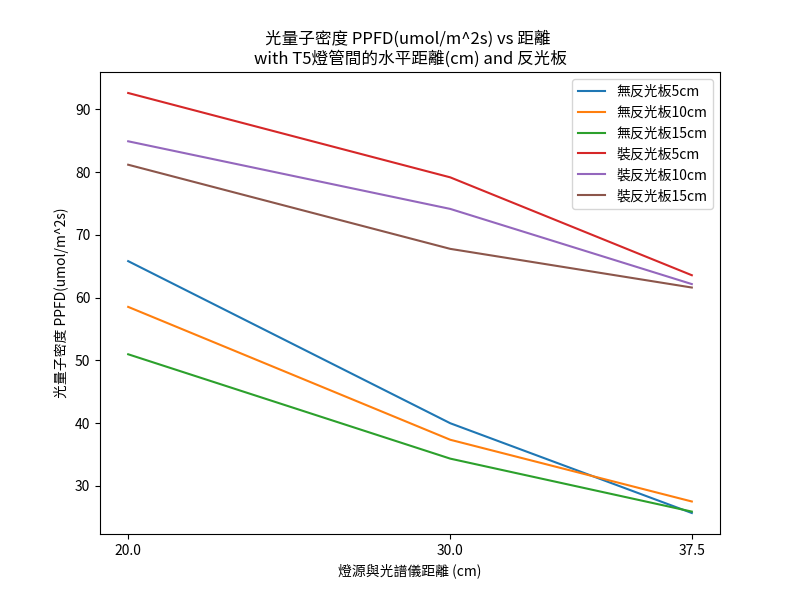 光量子密度 PPFD(umol/m^2s) vs 距離
with T5燈管間的水平距離(cm) and 反光板
無反光板5cm
無反光板10cm
無反光板15cm
裝反光板5cm
裝反光板10cm
裝反光板15cm
光量子密度 PPFD(umol/m^2s)
90
80
70
60
50
40
30
20.0
30.0
37.5
燈源與光譜儀距離 (cm)